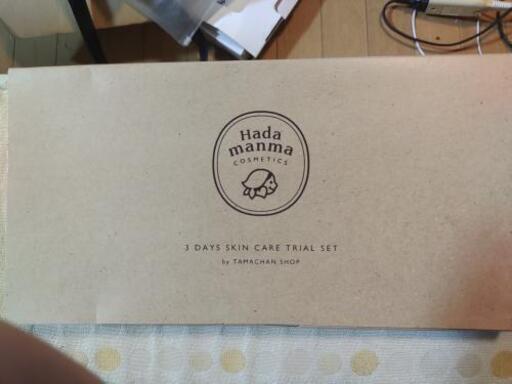 Hada
manma
COSMETICS
3 DAYS SKIN CARE TRIAL SET
by TAMACHAN SHOP